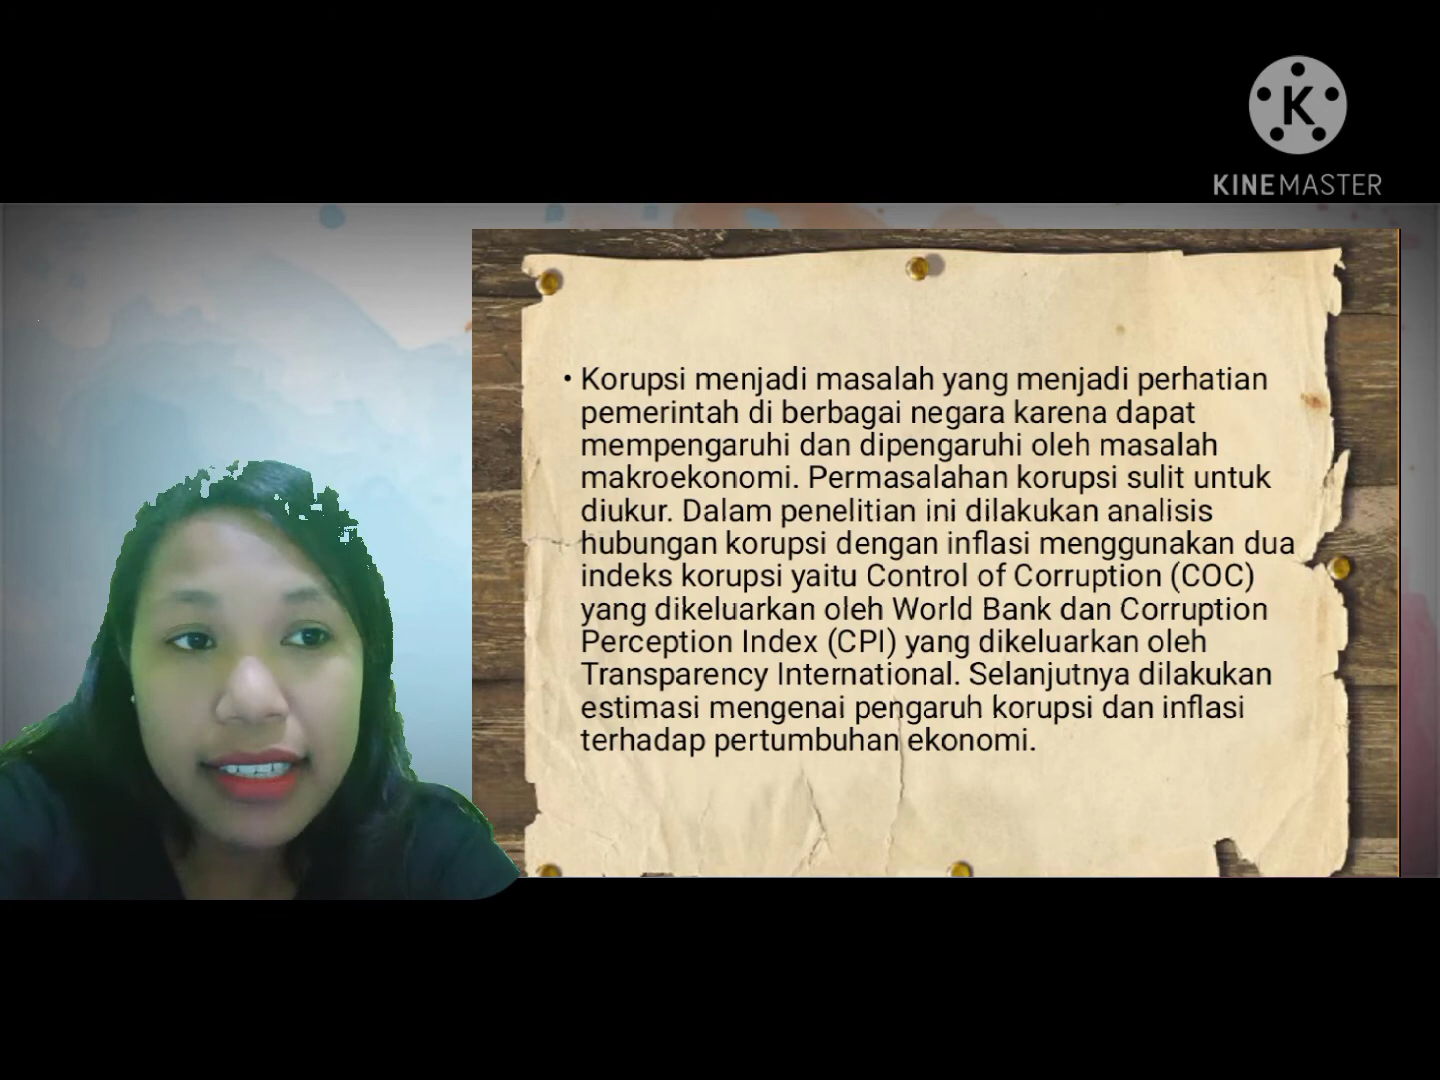 KINEMASTER
• Korupsi menjadi masalah yang menjadi perhatian
pemerintah di berbagai negara karena dapat
mempengaruhi dan dipengaruhi oleh masalah
makroekonomi. Permasalahan korupsi sulit untuk
diukur. Dalam penelitian ini dilakukan analisis
hubungan korupsi dengan inflasi menggunakan dua
indeks korupsi yaitu Control of Corruption (COC)
yang dikeluarkan oleh World Bank dan Corruption
Perception Index (CPI) yang dikeluarkan oleh
Transparency International. Selanjutnya dilakukan
estimasi mengenai pengaruh korupsi dan inflasi
terhadap pertumbuhan ekonomi.